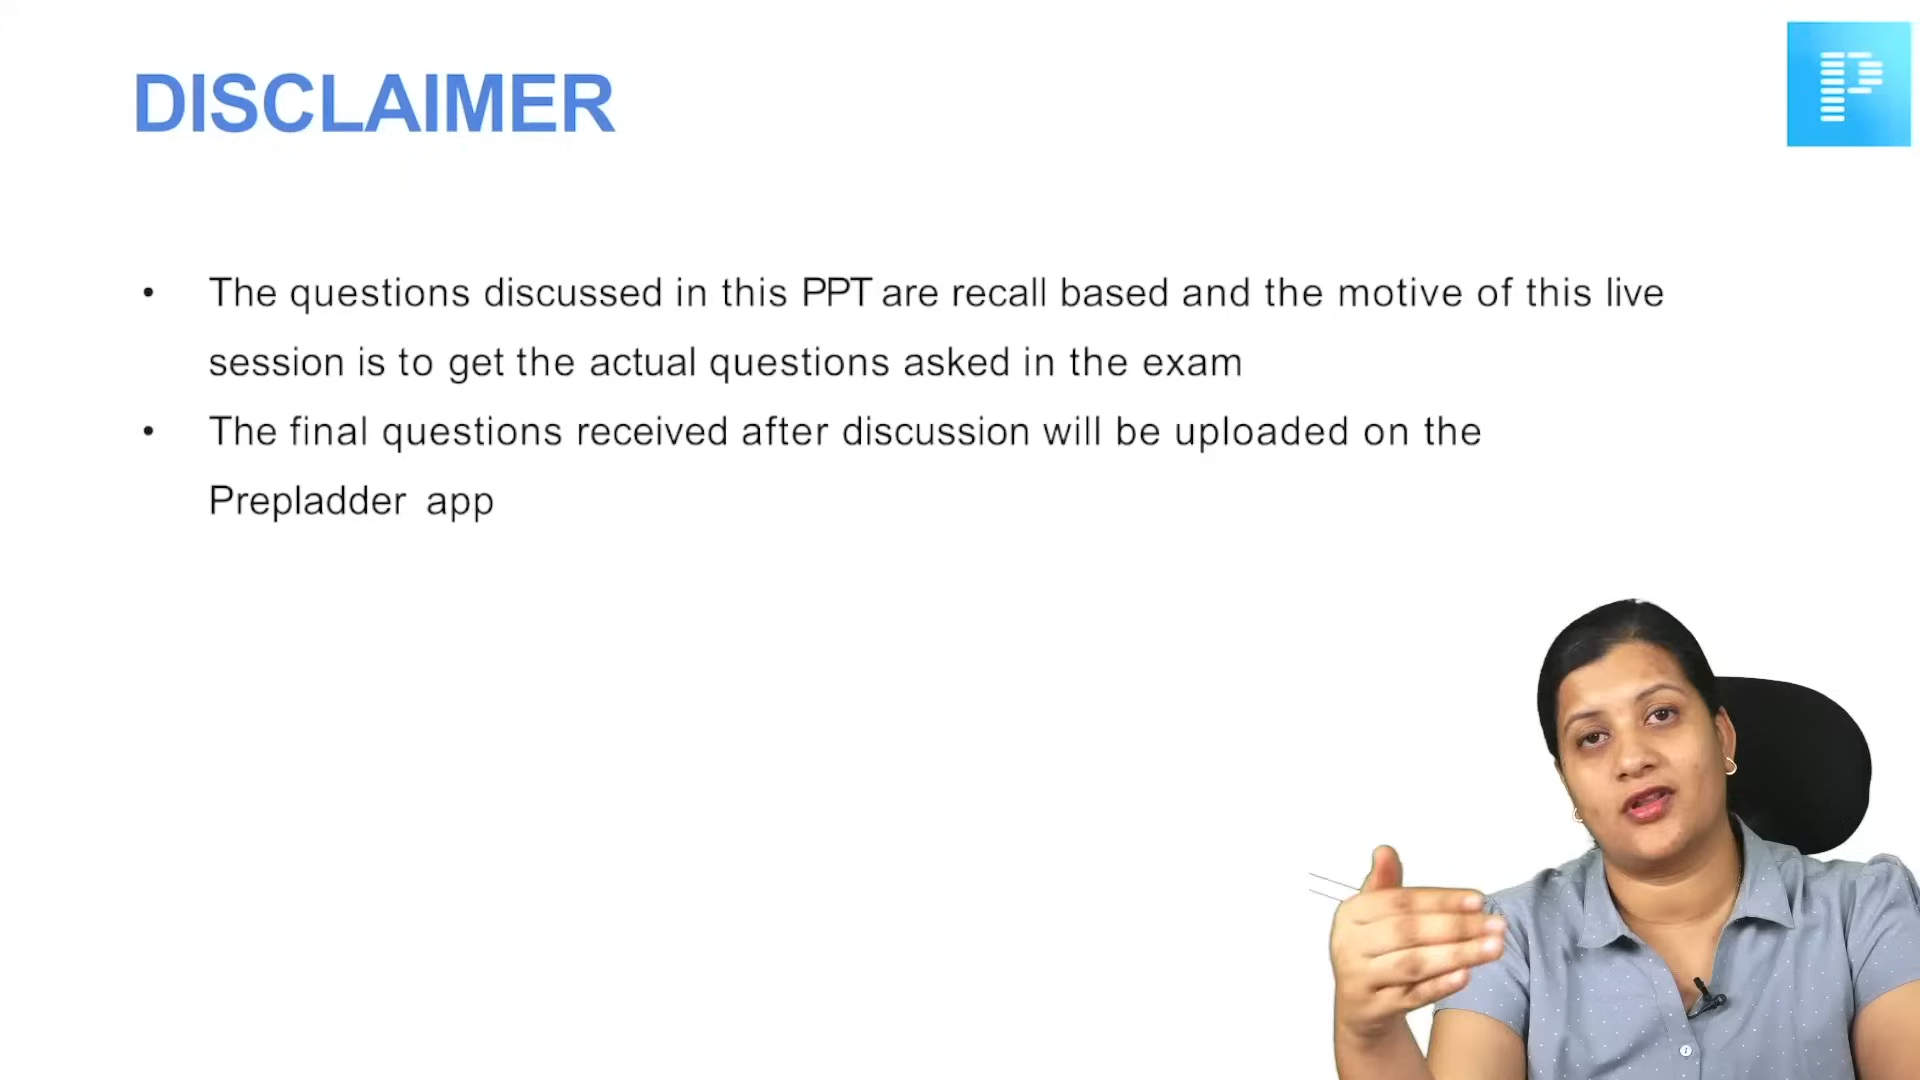 DISCLAIMER
• The questions discussed in this PPT are recall based and the motive of this live
session is to get the actual questions asked in the exam
• The final questions received after discussion will be uploaded on the
Prepladder app